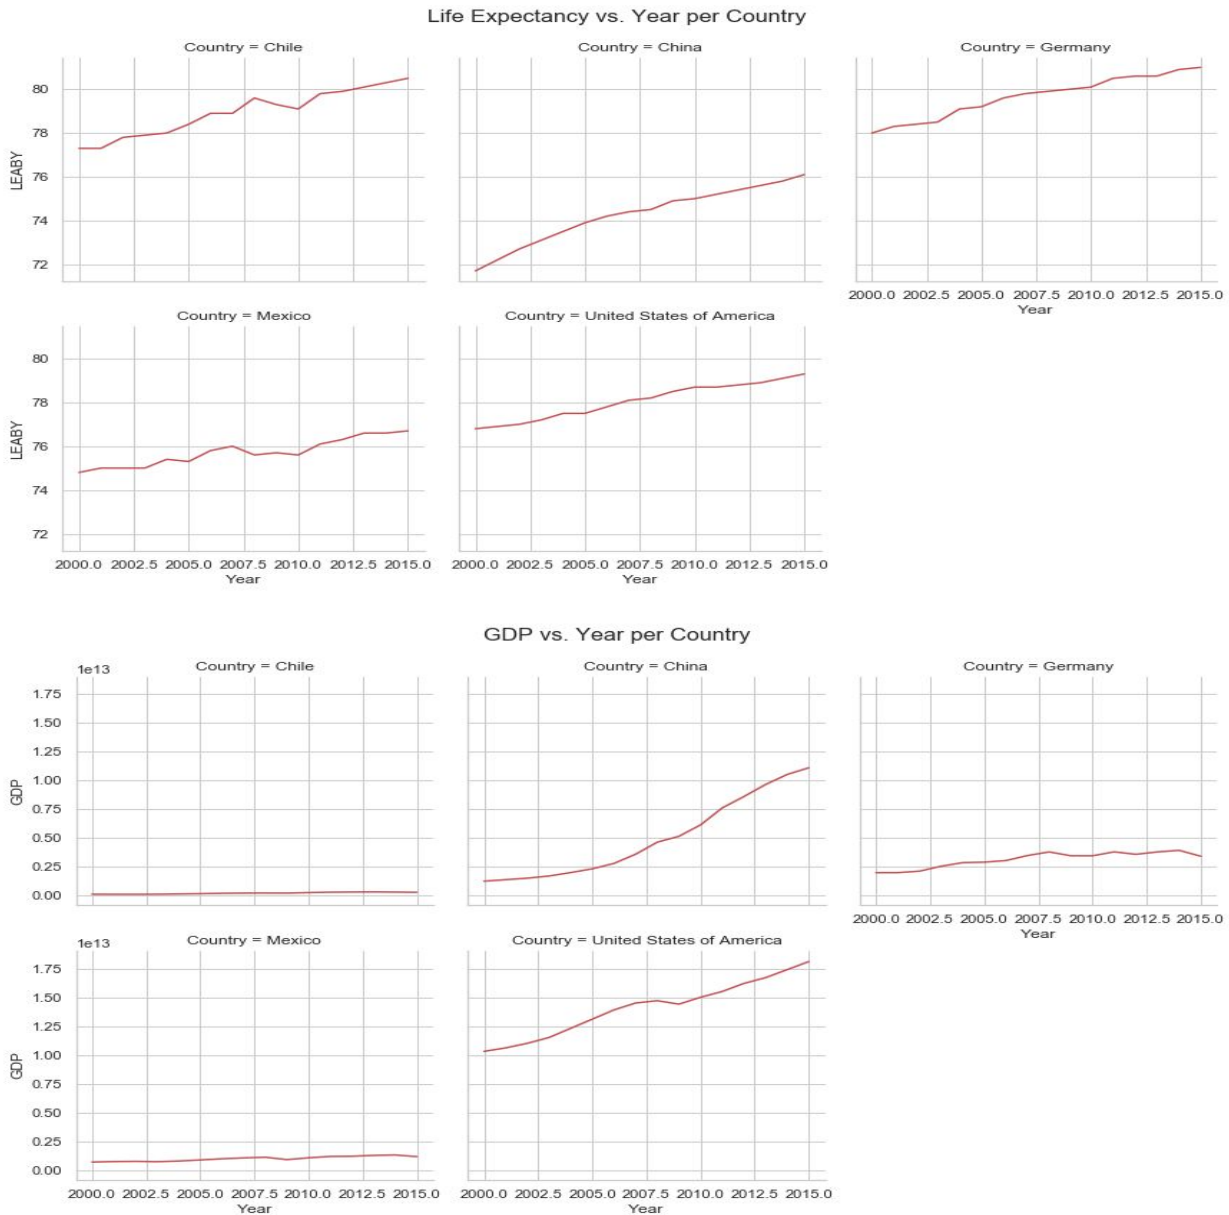 Life Expectancy vs. Year per Country
Country = Chile
Country = China
Country = Germany
80
78
76
74
72
LEABY
2000.0 2002.5 2005.0 2007.5 2010.0 2012.5 2015.0
Year
Country = Mexico
Country = United States of America
80
78
76
74
72
LEABY
2000.0 2002.5 2005.0 2007.5 2010.0 2012.5 2015.0
Year
2000.0 2002.5 2005.0 2007.5 2010.0 2012.5 2015.0
Year
GDP vs. Year per Country
1e13
Country = Chile
Country = China
Country = Germany
1.75
1.50
1.25
1.00
0.75
0.50
0.25
0.00
GDP
2000.0 2002.5 2005.0 2007.5 2010.0 2012.5 2015.0
Year
1e13
Country = Mexico
Country = United States of America
1.75
1.50
1.25
1.00
0.75
0.50
0.25
0.00
GDP
2000.0 2002.5 2005.0 2007.5 2010.0 2012.5 2015.0
Year
2000.0 2002.5 2005.0 2007.5 2010.0 2012.5 2015.0
Year